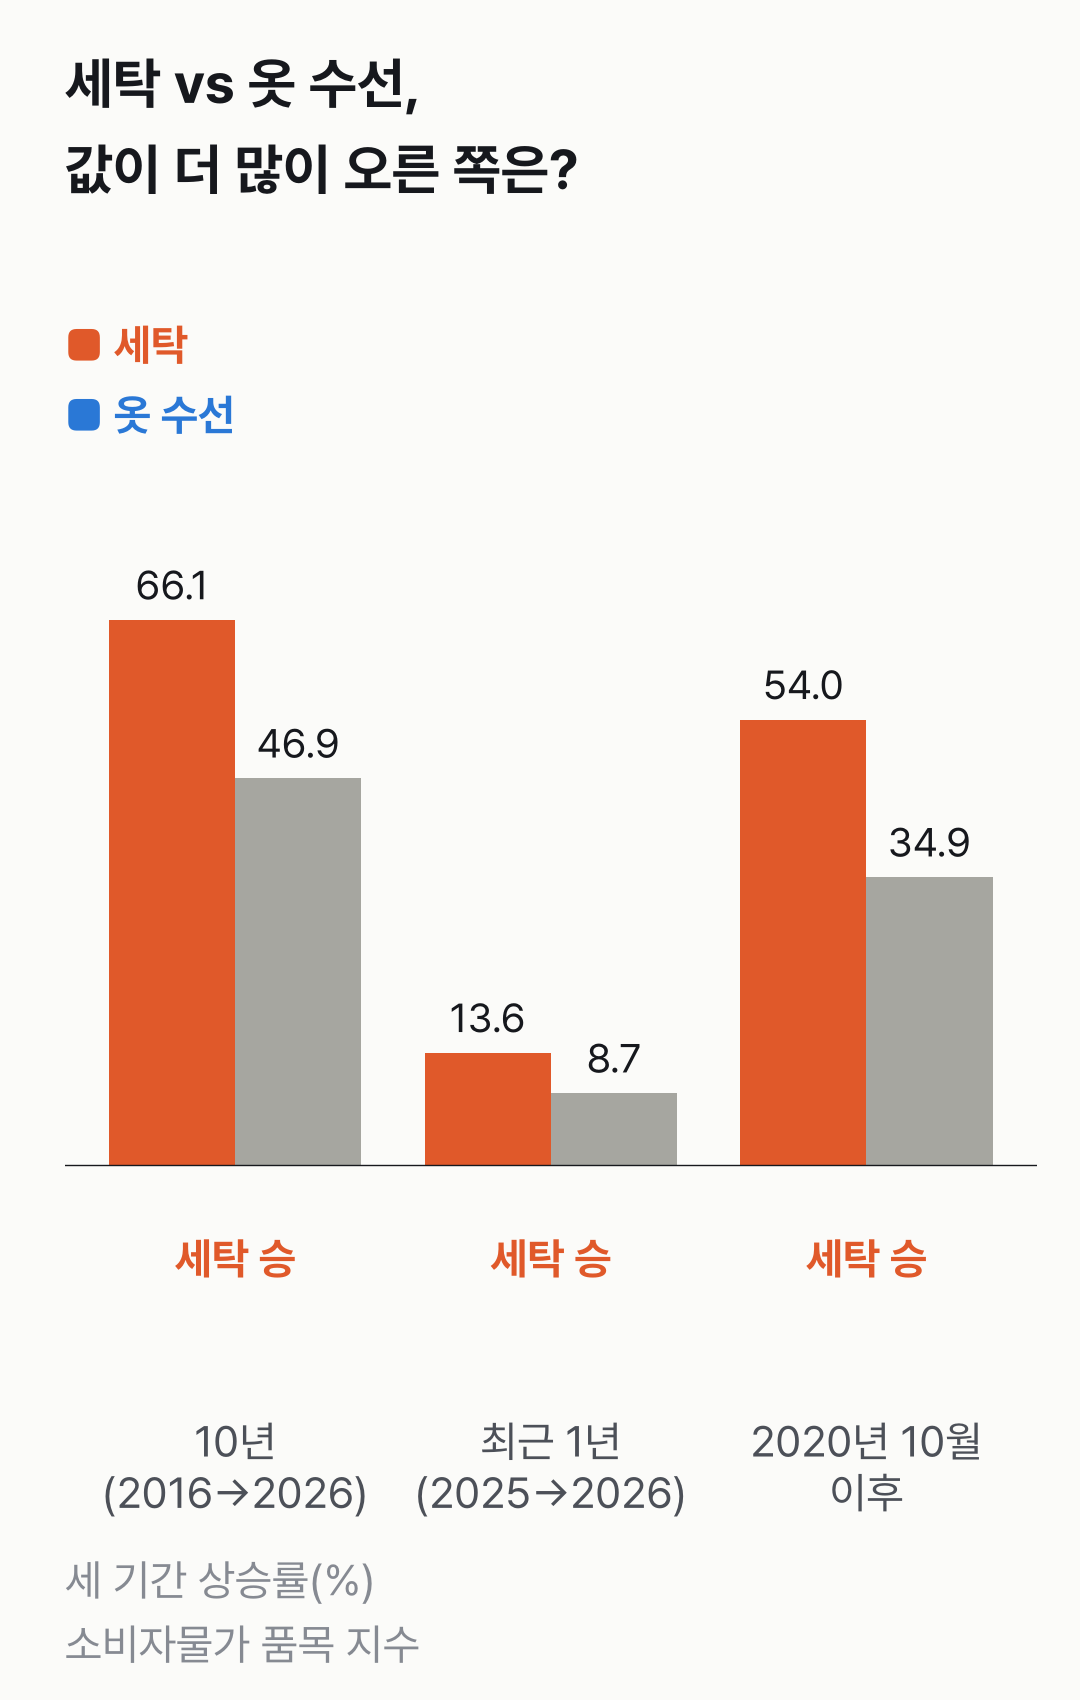 세탁 vs 옷 수선,
값이 더 많이 오른 쪽은?
세탁
옷 수선
66.1
46.9
13.6
8.7
54.0
34.9
세탁 승
세탁 승
세탁 승
10년
(2016→2026)
최근 1년
(2025→2026)
2020년 10월
이후
세 기간 상승률(%)
소비자물가 품목 지수